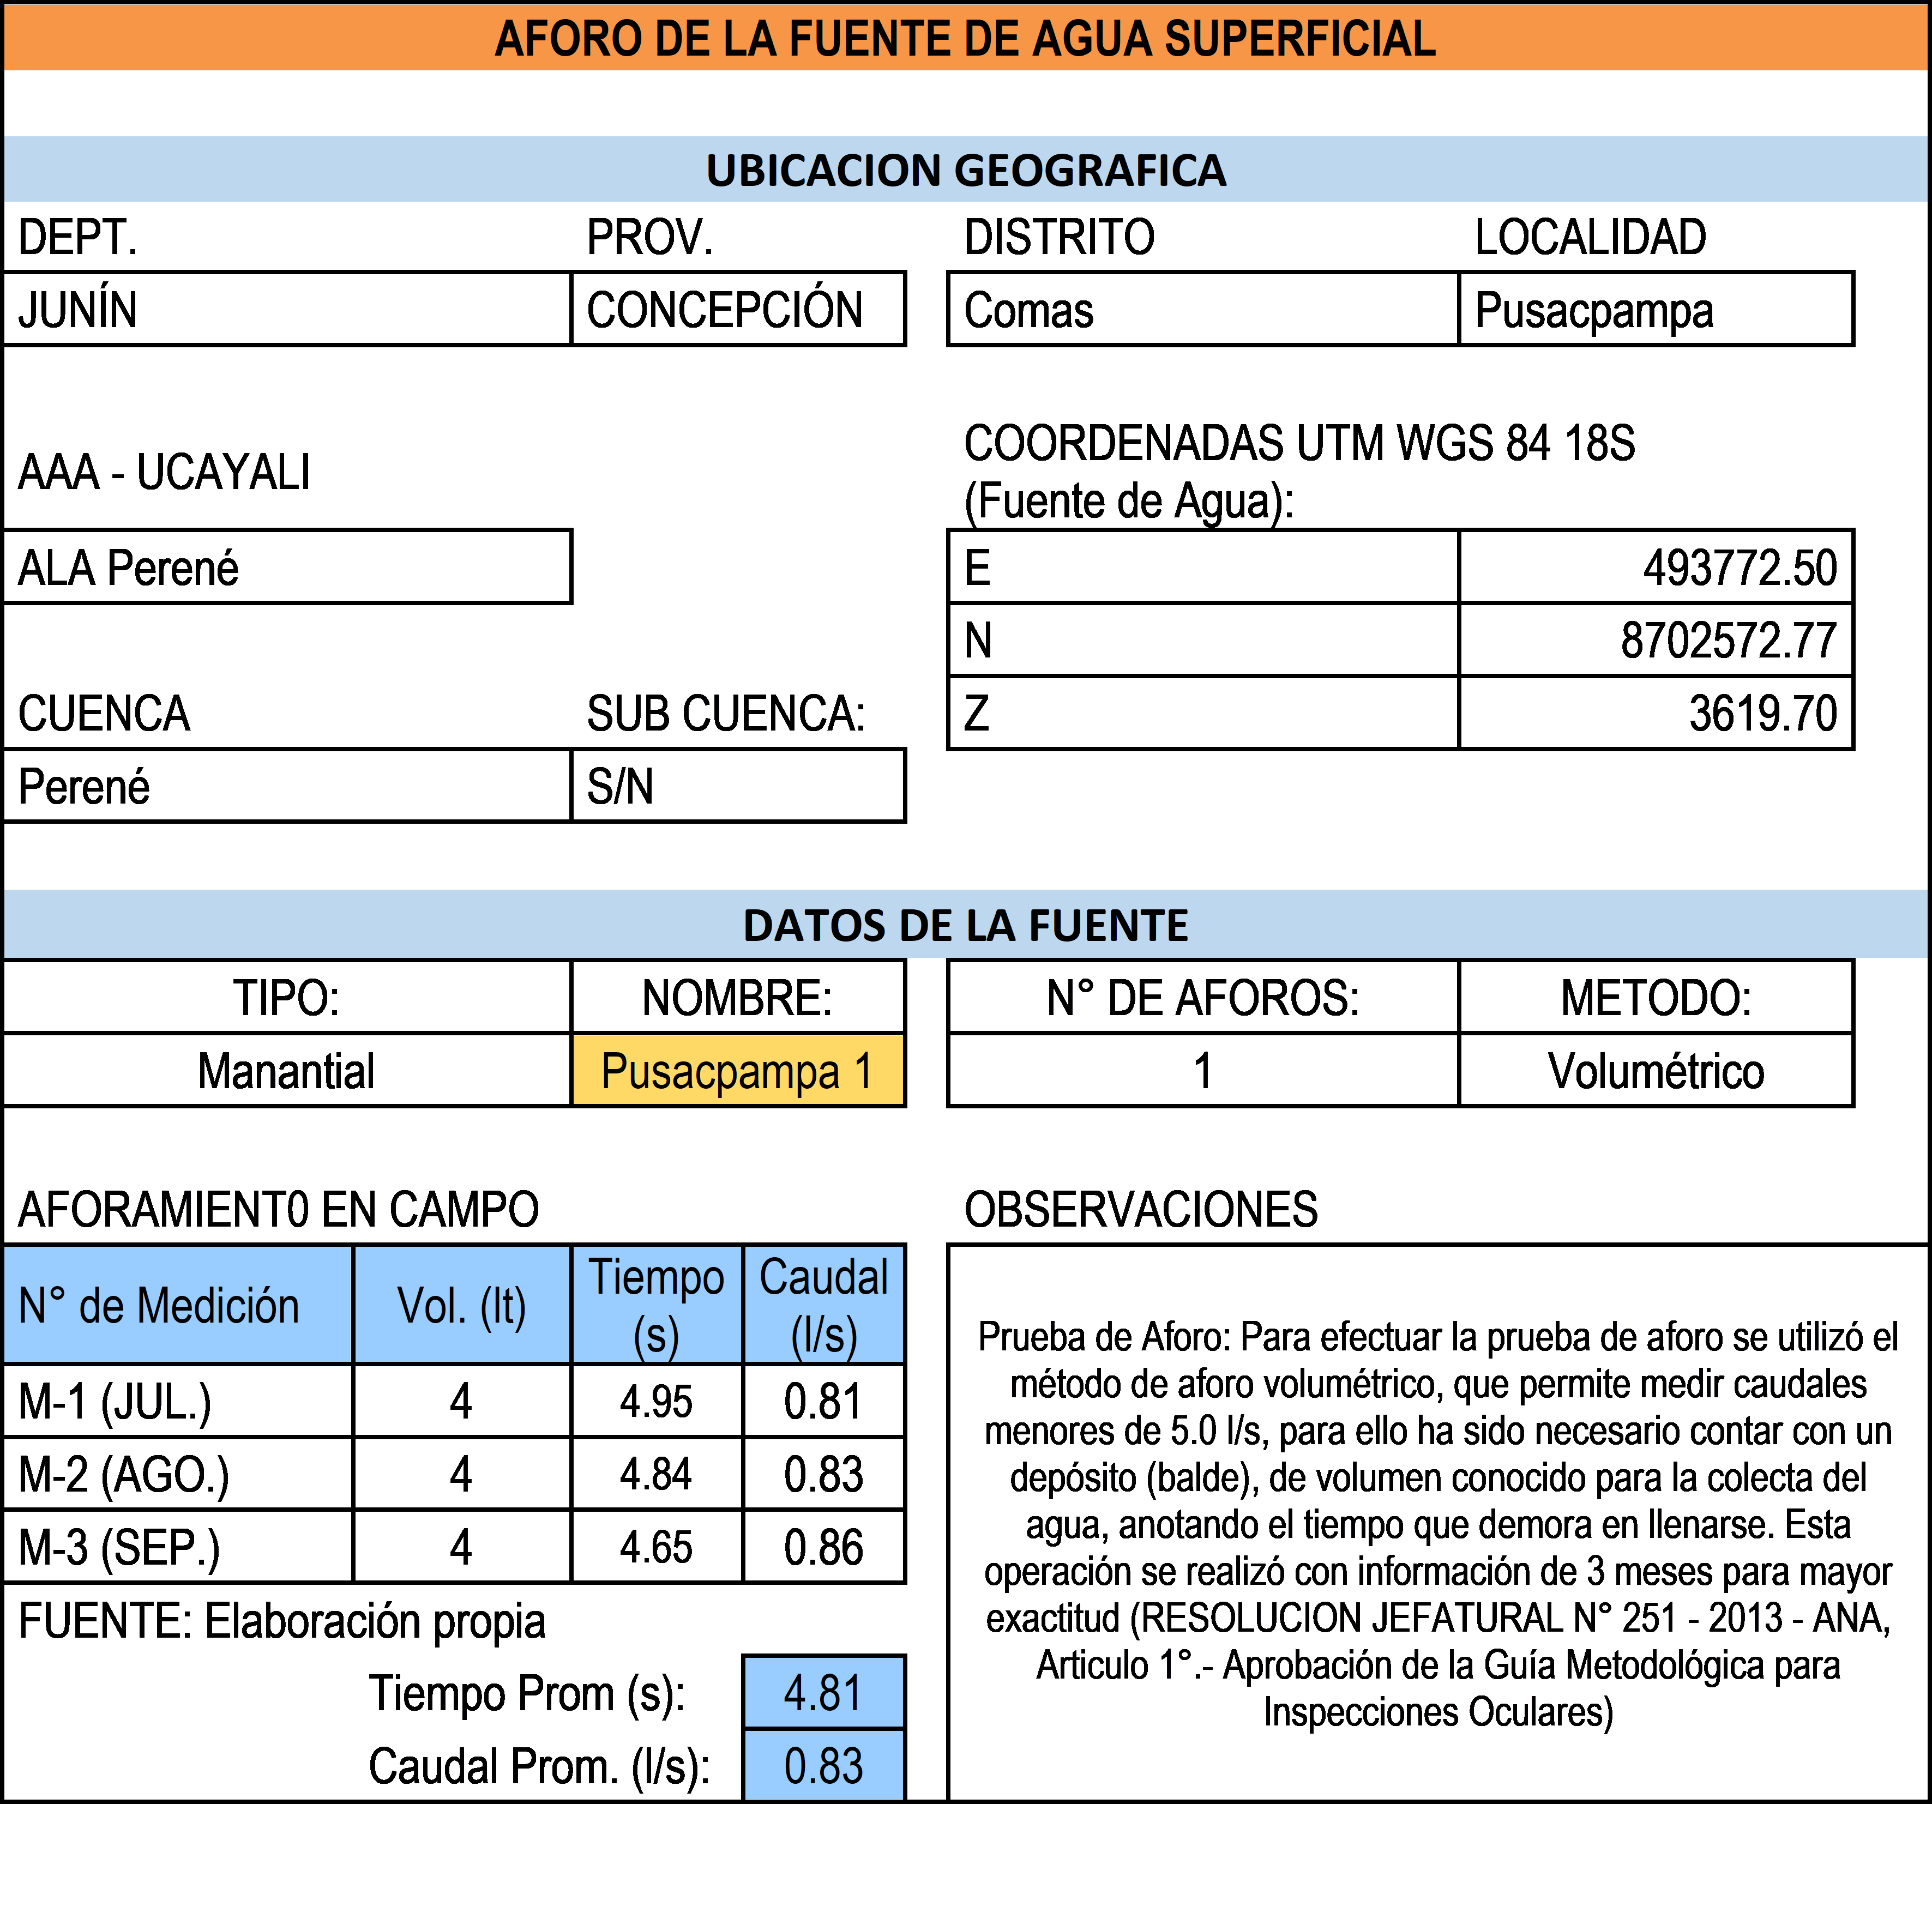 AFORO DE LA FUENTE DE AGUA SUPERFICIAL
UBICACION GEOGRAFICA
DEPT. PROV. DISTRITO LOCALIDAD
JUNÍN CONCEPCIÓN Comas Pusacpampa
AAA - UCAYALI
COORDENADAS UTM WGS 84 18S
(Fuente de Agua):
ALA Perené
E 493772.50
N 8702572.77
CUENCA SUB CUENCA: Z 3619.70
Perené S/N
DATOS DE LA FUENTE
TIPO: NOMBRE: N° DE AFOROS: METODO:
Manantial Pusacpampa 1 1 Volumétrico
AFORAMIENT0 EN CAMPO
N° de Medición Vol. (lt) Tiempo (s) Caudal (l/s)
M-1 (JUL.) 4 4.95 0.81
M-2 (AGO.) 4 4.84 0.83
M-3 (SEP.) 4 4.65 0.86
FUENTE: Elaboración propia
Tiempo Prom (s): 4.81
Caudal Prom. (l/s): 0.83
OBSERVACIONES
Prueba de Aforo: Para efectuar la prueba de aforo se utilizó el
método de aforo volumétrico, que permite medir caudales
menores de 5.0 l/s, para ello ha sido necesario contar con un
depósito (balde), de volumen conocido para la colecta del
agua, anotando el tiempo que demora en llenarse. Esta
operación se realizó con información de 3 meses para mayor
exactitud (RESOLUCION JEFATURAL N° 251 - 2013 - ANA,
Articulo 1°.- Aprobación de la Guía Metodológica para
Inspecciones Oculares)